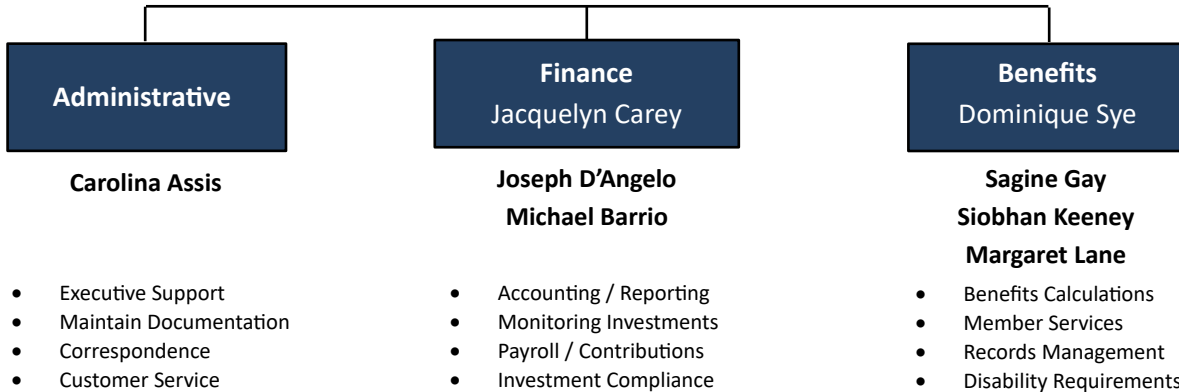 Administrative
Carolina Assis
• Executive Support
• Maintain Documentation
• Correspondence
• Customer Service
Finance
Jacquelyn Carey
Joseph D’Angelo
Michael Barrio
• Accounting / Reporting
• Monitoring Investments
• Payroll / Contributions
• Investment Compliance
Benefits
Dominique Sye
Sagine Gay
Siobhan Keeney
Margaret Lane
• Benefits Calculations
• Member Services
• Records Management
• Disability Requirements